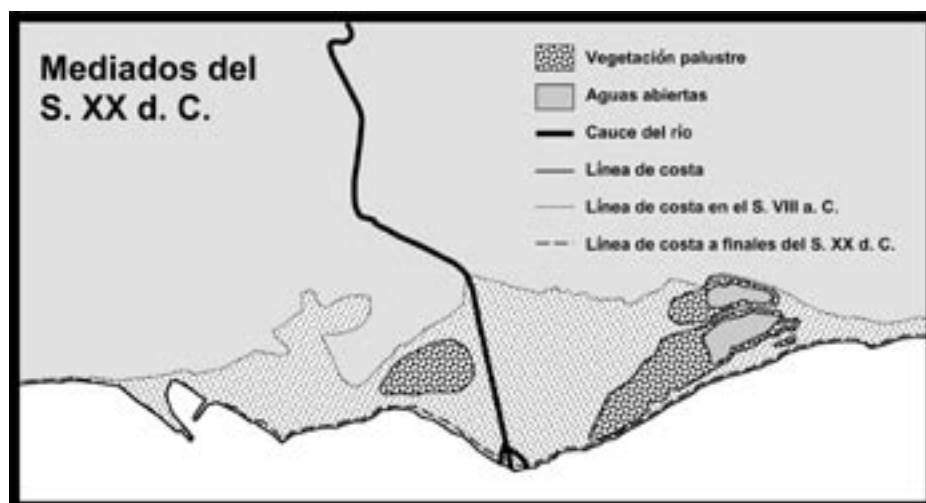 Mediados del
S. XX d. C.
Vegetación palustre
Aguas abiertas
Cauce del río
Línea de costa
Línea de costa en el S. VIII a. C.
Línea de costa a finales del S. XX d. C.